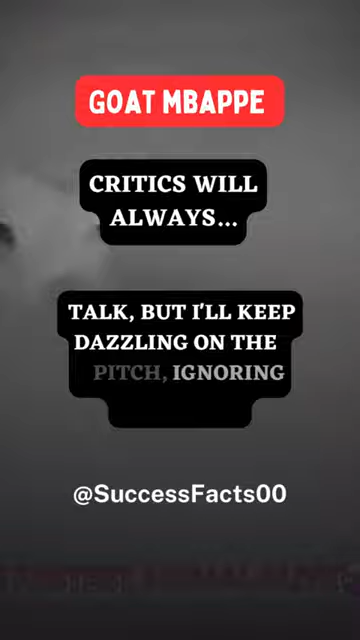 GOAT MBAPPE
CRITICS WILL
ALWAYS...
TALK, BUT I'LL KEEP
DAZZLING ON THE
PITCH, IGNORING
@SuccessFacts00